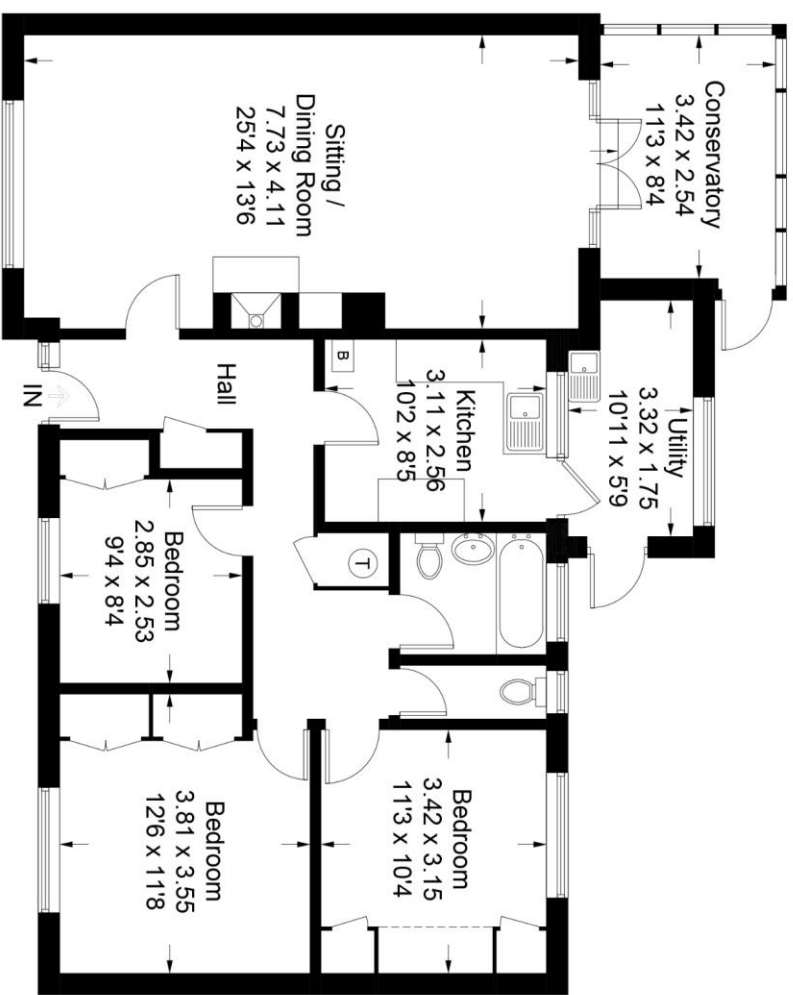 Conservatory
3.42 x 2.54
11'3 x 8'4
Sitting /
Dining Room
7.73 x 4.11
25'4 x 13'6
Utility
3.32 x 1.75
10'11 x 5'9
Kitchen
3.11 x 2.56
10'2 x 8'5
B
Hall
IN
T
Bedroom
2.85 x 2.53
9'4 x 8'4
Bedroom
3.42 x 3.15
11'3 x 10'4
Bedroom
3.81 x 3.55
12'6 x 11'8